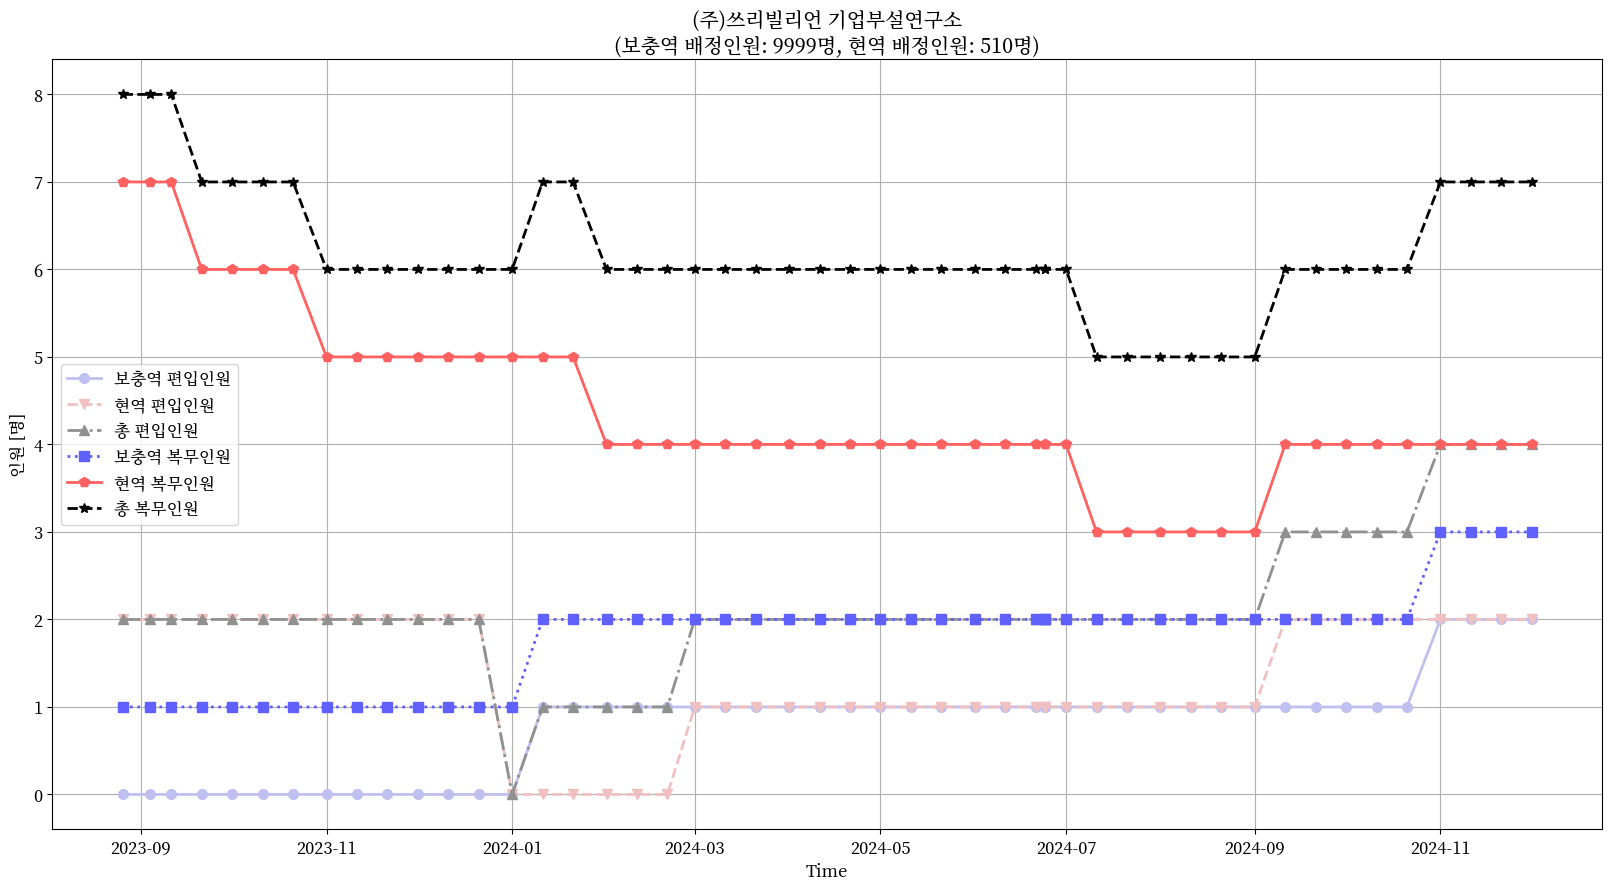 (주)쓰리빌리언 기업부설연구소
(보충역 배정인원: 9999명, 현역 배정인원: 510명)
인원 [명]
8
7
6
5
4
3
2
1
0
보충역 편입인원
현역 편입인원
총 편입인원
보충역 복무인원
현역 복무인원
총 복무인원
2023-09 2023-11 2024-01 2024-03 2024-05 2024-07 2024-09 2024-11
Time